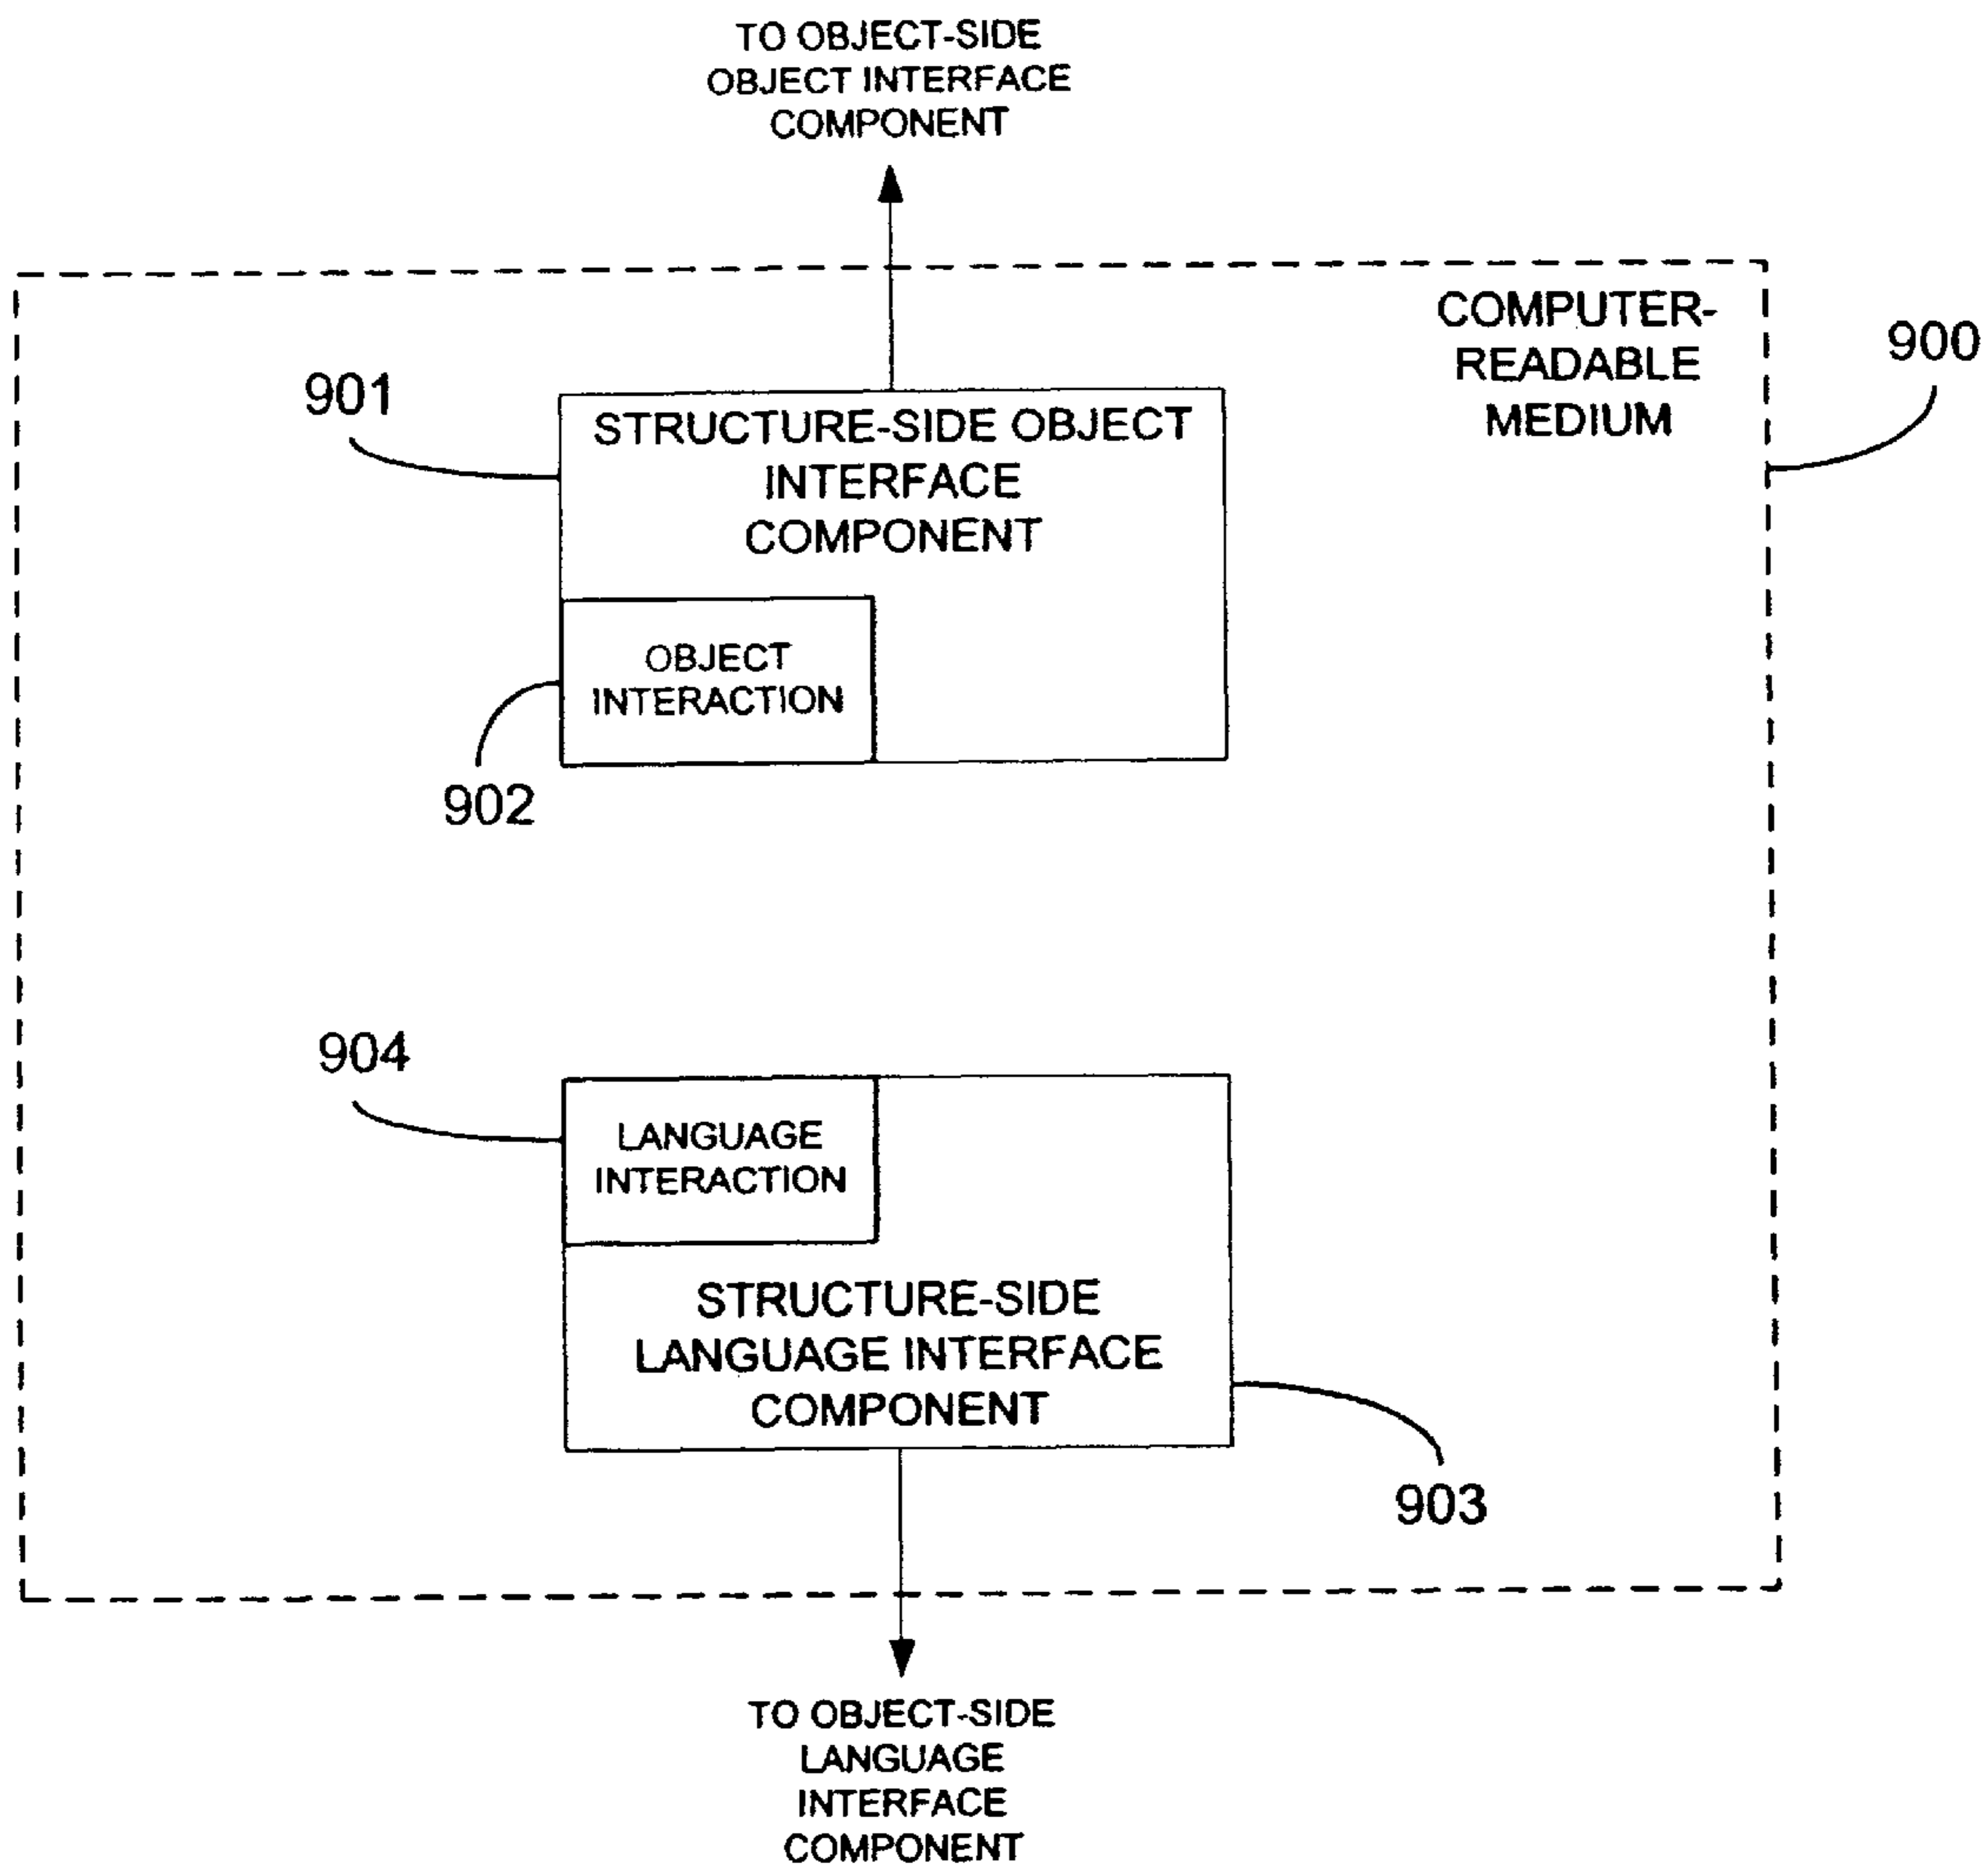 TO OBJECT-SIDE
OBJECT INTERFACE
COMPONENT
COMPUTER-
READABLE
MEDIUM
900
901
STRUCTURE-SIDE OBJECT
INTERFACE
COMPONENT
OBJECT
INTERACTION
902
904
LANGUAGE
INTERACTION
STRUCTURE-SIDE
LANGUAGE INTERFACE
COMPONENT
903
TO OBJECT-SIDE
LANGUAGE
INTERFACE
COMPONENT